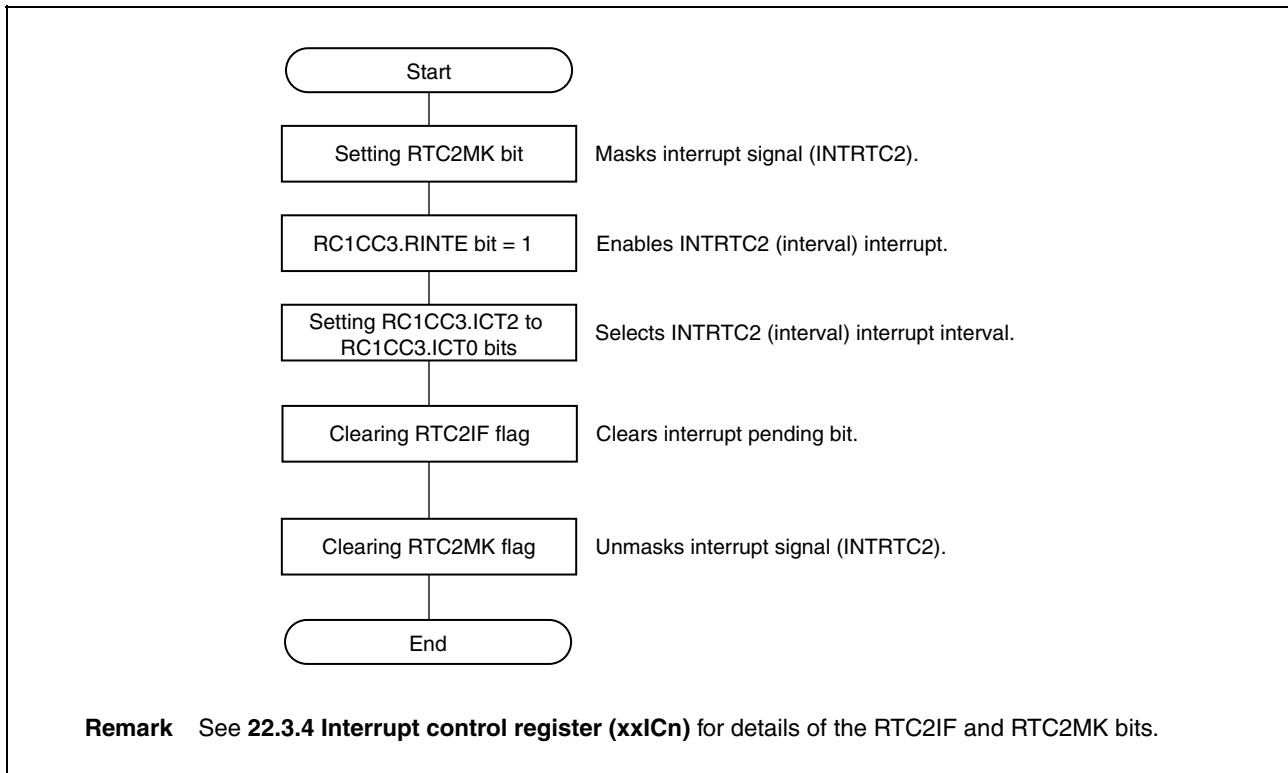 Start
Setting RTC2MK bit
Masks interrupt signal (INTRTC2).
RC1CC3.RINTE bit = 1
Enables INTRTC2 (interval) interrupt.
Setting RC1CC3.ICT2 to
RC1CC3.ICT0 bits
Selects INTRTC2 (interval) interrupt interval.
Clearing RTC2IF flag
Clears interrupt pending bit.
Clearing RTC2MK flag
Unmasks interrupt signal (INTRTC2).
End
Remark See 22.3.4 Interrupt control register (xxICn) for details of the RTC2IF and RTC2MK bits.